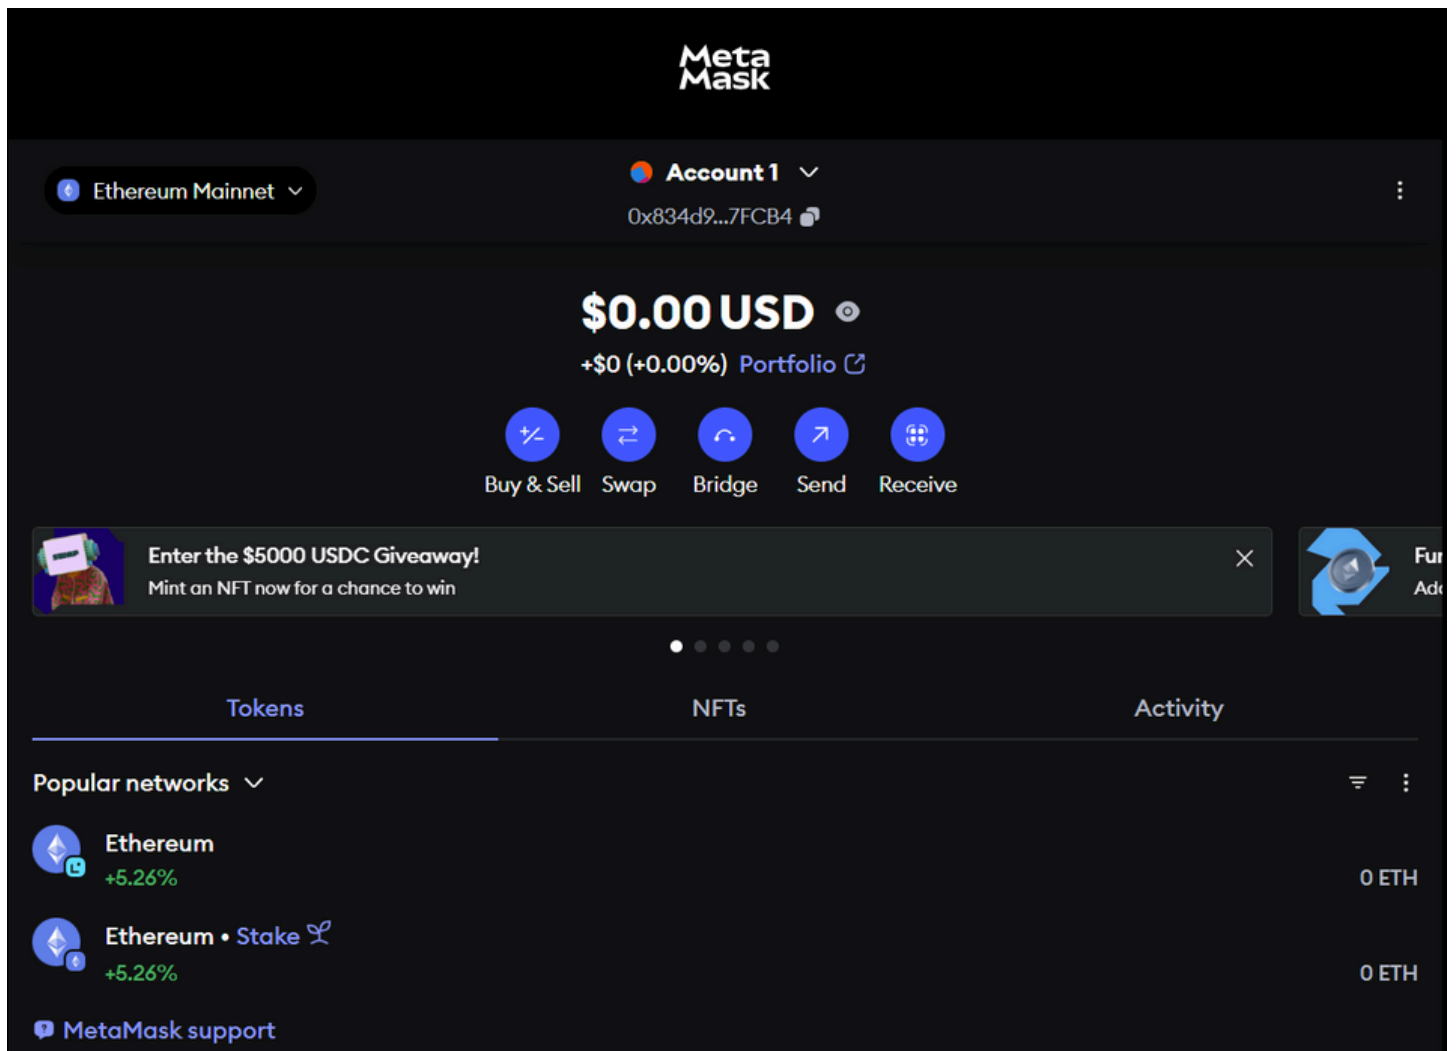 Meta
Mask
Ethereum Mainnet
Account 1
0x834d9...7FCB4
$0.00 USD
+$0 (+0.00%) Portfolio
Buy & Sell
Swap
Bridge
Send
Receive
Enter the $5000 USDC Giveaway!
Mint an NFT now for a chance to win
Tokens
NFTs
Activity
Popular networks
Ethereum
+5.26%
0 ETH
Ethereum • Stake
+5.26%
0 ETH
MetaMask support